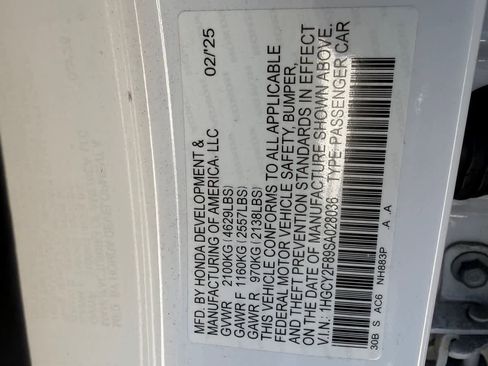 02/'25
MFD. BY HONDA DEVELOPMENT &
MANUFACTURING OF AMERICA, LLC
GVWR 2100KG (4629LBS)
GAWR F 1160KG (2557LBS)
GAWR R 970KG (2138LBS)
THIS VEHICLE CONFORMS TO ALL APPLICABLE
FEDERAL MOTOR VEHICLE SAFETY, BUMPER,
AND THEFT PREVENTION STANDARDS IN EFFECT
ON THE DATE OF MANUFACTURE SHOWN ABOVE.
V.I.N.: 1HGCY2F89SA028036 TYPE: PASSENGER CAR
30B S AC6 NH883P A A